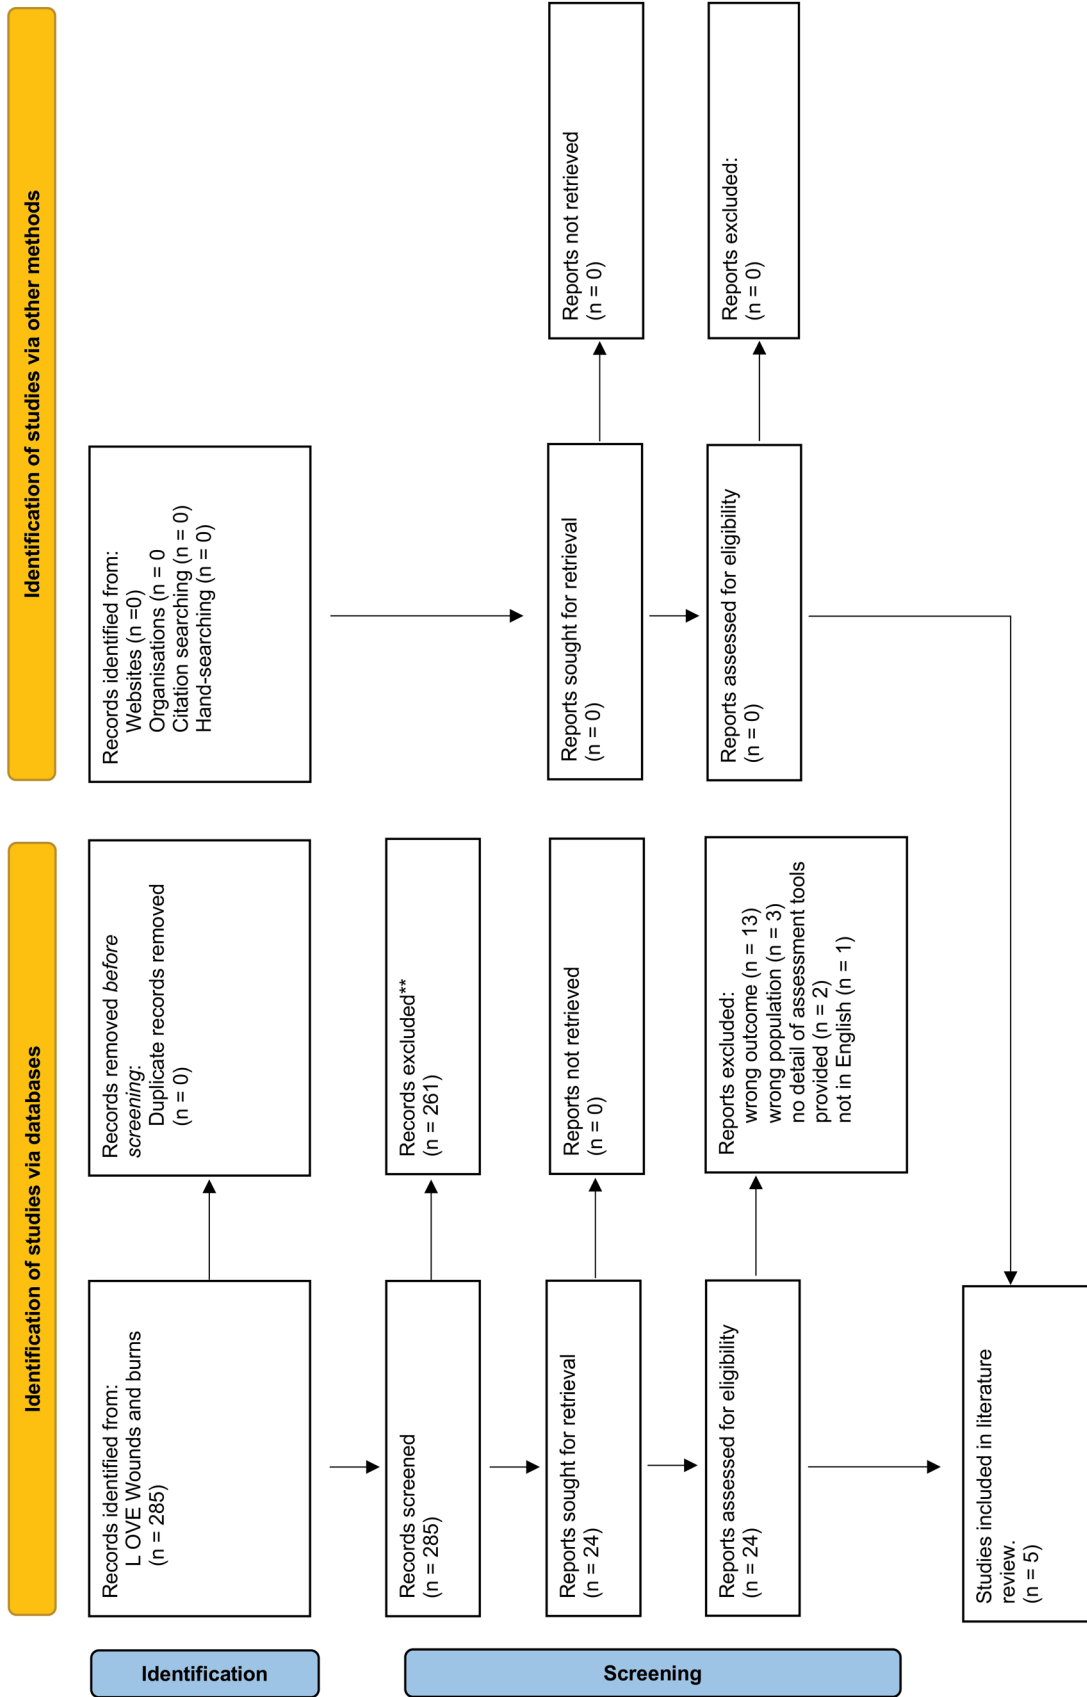 Identification of studies via databases
Identification of studies via other methods
Identification
Records identified from:
L OVE Wounds and burns
(n = 285)
Records removed before
screening:
Duplicate records removed
(n = 0)
Records identified from:
Websites (n =0)
Organisations (n = 0
Citation searching (n = 0)
Hand-searching (n = 0)
Screening
Records screened
(n = 285)
Records excluded**
(n = 261)
Reports sought for retrieval
(n = 24)
Reports not retrieved
(n = 0)
Reports sought for retrieval
(n = 0)
Reports not retrieved
(n = 0)
Reports assessed for eligibility
(n = 24)
Reports excluded:
wrong outcome (n = 13)
wrong population (n = 3)
no detail of assessment tools
provided (n = 2)
not in English (n = 1)
Reports assessed for eligibility
(n = 0)
Reports excluded:
(n = 0)
Studies included in literature
review.
(n = 5)